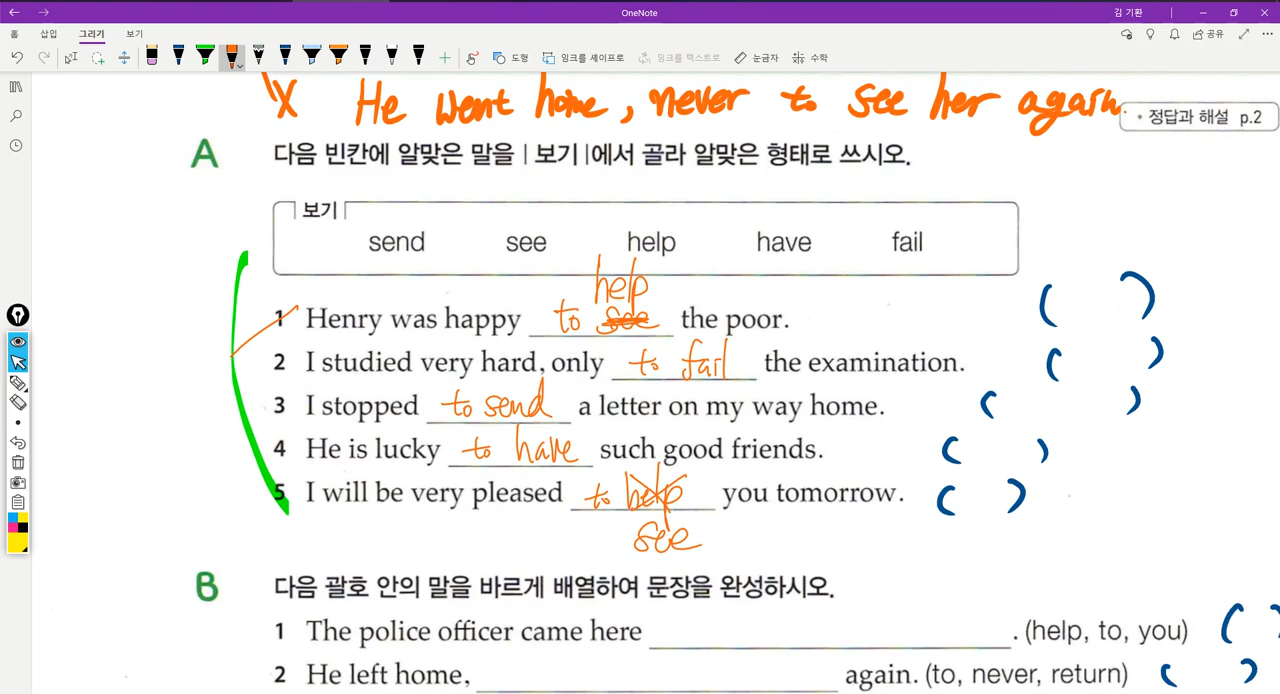 OneNote
김 기환
홈 삽입 그리기 보기
공유
도형 잉크를 셰이프로 잉크를 텍스트로 눈금자 수학
X He went home, never to see her again.
• 정답과 해설 p.2
A 다음 빈칸에 알맞은 말을 | 보기 |에서 골라 알맞은 형태로 쓰시오.
보기
send see help have fail
help
1 Henry was happy to see the poor. ( )
2 I studied very hard, only to fail the examination. ( )
3 I stopped to send a letter on my way home. ( )
4 He is lucky to have such good friends. ( )
5 I will be very pleased to help you tomorrow. ( )
see
B 다음 괄호 안의 말을 바르게 배열하여 문장을 완성하시오.
1 The police officer came here ____________. (help, to, you) ( )
2 He left home, ____________ again. (to, never, return) ( )